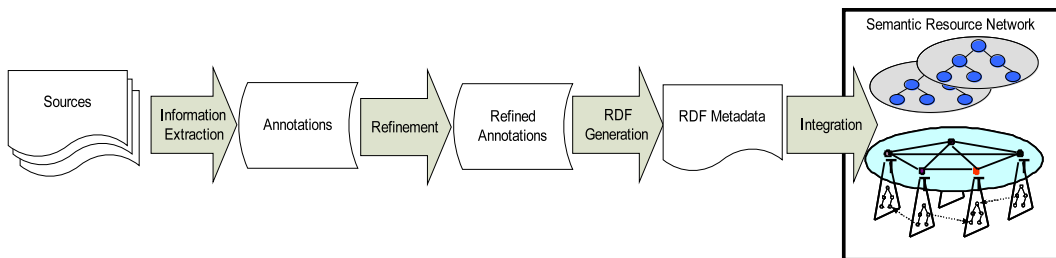 Semantic Resource Network
Sources
Information
Extraction
Annotations
Refinement
Refined
Annotations
RDF
Generation
RDF Metadata
Integration